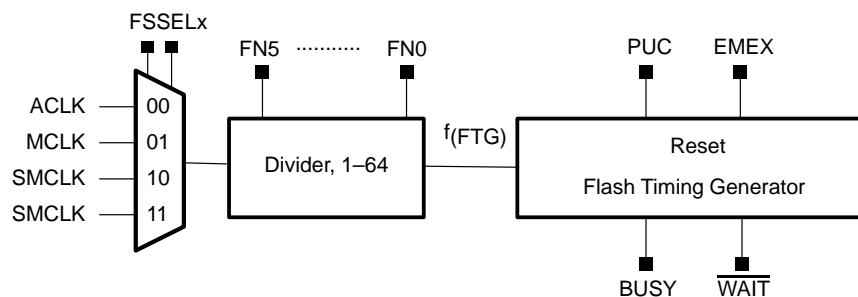 FSSELx
FN5 ........... FN0
PUC EMEX
ACLK 00
MCLK 01
SMCLK 10
SMCLK 11
Divider, 1–64
f(FTG)
Reset
Flash Timing Generator
BUSY WAIT